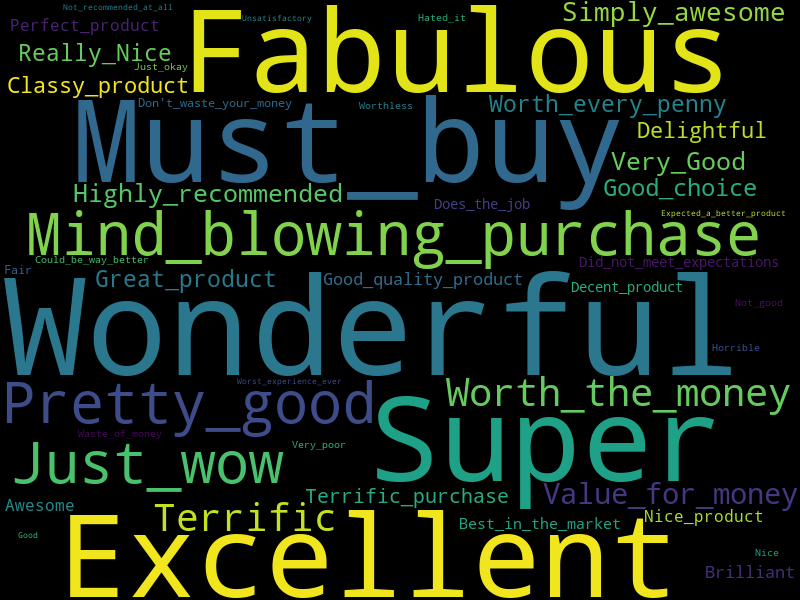 Not_recommended_at_all
Unsatisfactory
Hated_it
Simply_awesome
Perfect_product
Fabulous
Really_Nice
Just_okay
Classy_product
Don't_waste_your_money
Worthless
Worth_every_penny
Must_buy
Delightful
Very_Good
Highly_recommended
Good_choice
Does_the_job
Expected_a_better_product
Mind_blowing_purchase
Could_be_way_better
Did_not_meet_expectations
Fair
Great_product
Good_quality_product
Decent_product
Not_good
Wonderful
Horrible
Worst_experience_ever
Pretty_good
Worth_the_money
Waste_of_money
Super
Very_poor
Just_wow
Terrific_purchase
Value_for_money
Awesome
Terrific
Best_in_the_market
Nice_product
Good
Excellent
Nice
Brilliant